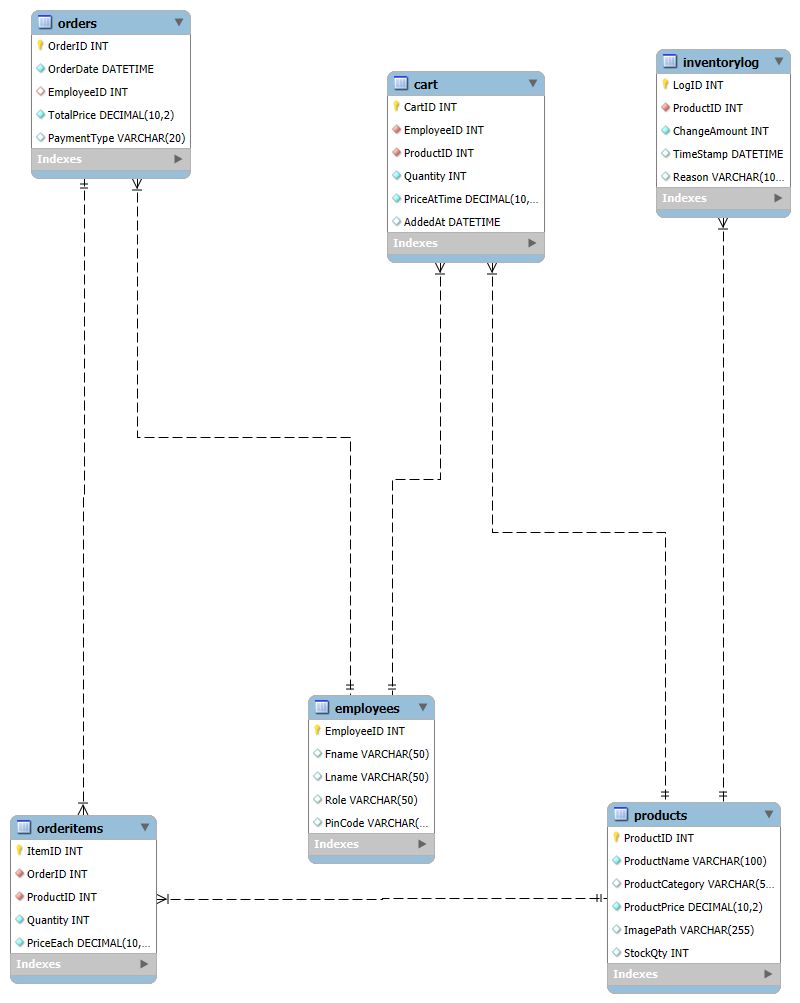 orders
OrderID INT
OrderDate DATETIME
EmployeeID INT
TotalPrice DECIMAL(10,2)
PaymentType VARCHAR(20)
Indexes
cart
CartID INT
EmployeeID INT
ProductID INT
Quantity INT
PriceAtTime DECIMAL(10,...
AddedAt DATETIME
Indexes
inventorylog
LogID INT
ProductID INT
ChangeAmount INT
TimeStamp DATETIME
Reason VARCHAR(10...
Indexes
employees
EmployeeID INT
Fname VARCHAR(50)
Lname VARCHAR(50)
Role VARCHAR(50)
PinCode VARCHAR(...
Indexes
orderitems
ItemID INT
OrderID INT
ProductID INT
Quantity INT
PriceEach DECIMAL(10,...
Indexes
products
ProductID INT
ProductName VARCHAR(100)
ProductCategory VARCHAR(5...
ProductPrice DECIMAL(10,2)
ImagePath VARCHAR(255)
StockQty INT
Indexes